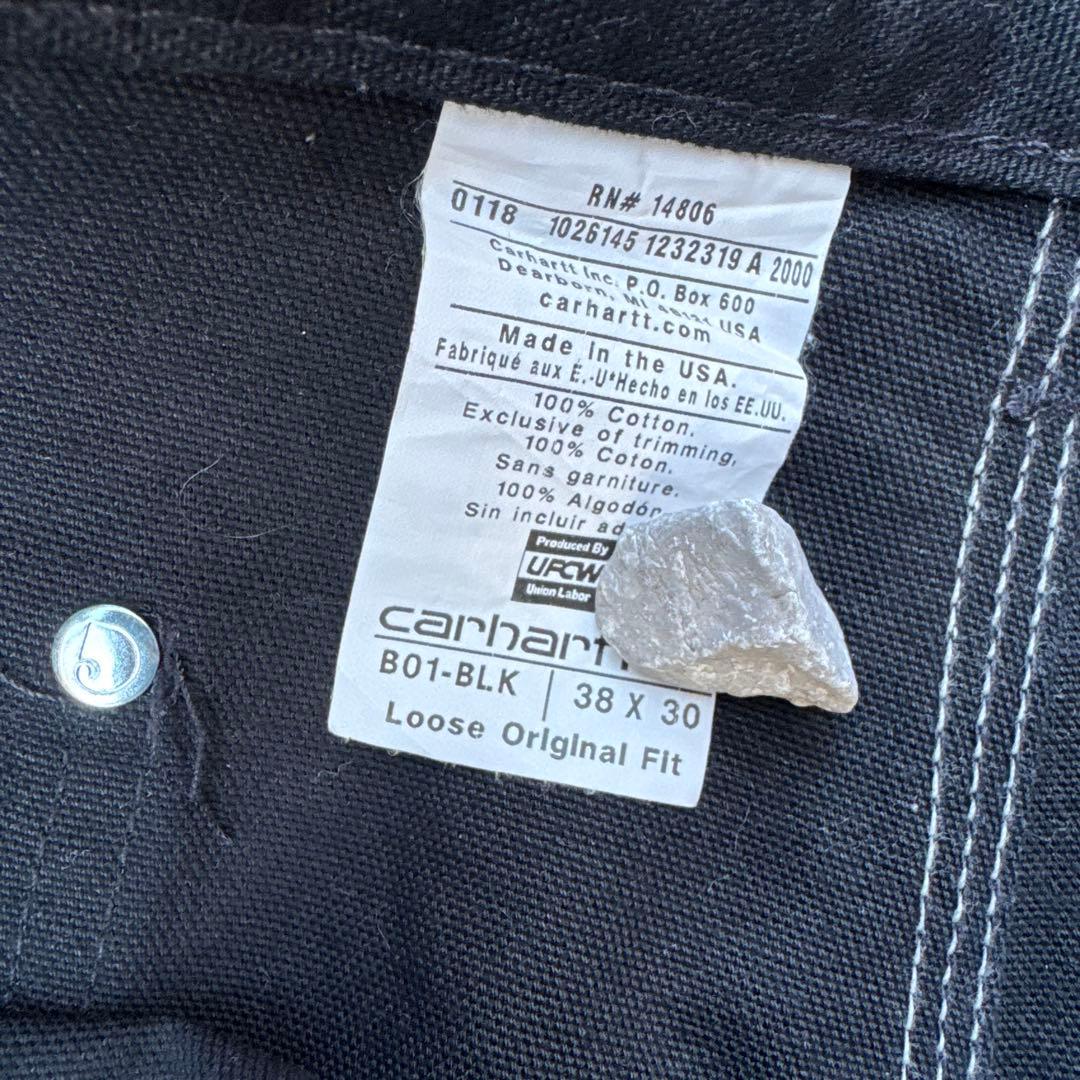 RN# 14806
0118 1026145 1232319 A 2000
Carhartt Inc. P.O. Box 600
Dearborn, MI USA
carhartt.com
Made in the USA.
Fabriqué aux É.-U*Hecho en los EE.UU.
100% Cotton.
Exclusive of trimming,
100% Coton.
Sans garniture.
100% Algodón
Sin incluir ad
Produced By
UFCW
Union Labor
carhart
B01-BLK 38 X 30
Loose Original Fit